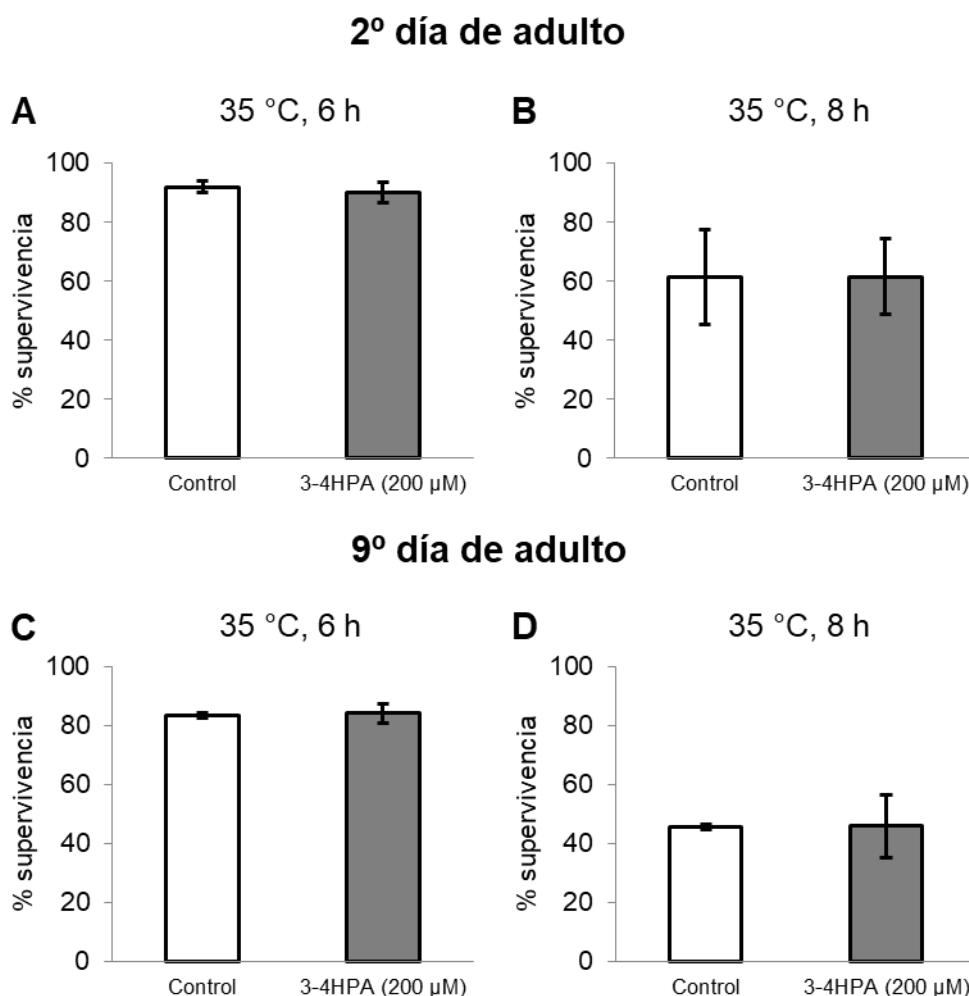 2º día de adulto
A
35 °C, 6 h
% supervivencia
100
80
60
40
20
0
Control
3-4HPA (200 µM)
B
35 °C, 8 h
% supervivencia
100
80
60
40
20
0
Control
3-4HPA (200 µM)
9º día de adulto
C
35 °C, 6 h
% supervivencia
100
80
60
40
20
0
Control
3-4HPA (200 µM)
D
35 °C, 8 h
% supervivencia
100
80
60
40
20
0
Control
3-4HPA (200 µM)